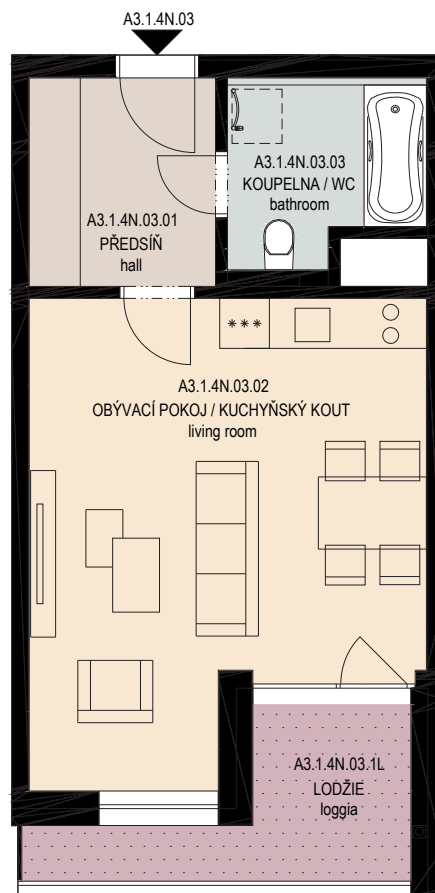 A3.1.4N.03
A3.1.4N.03.03
KOUPELNA / WC
bathroom
A3.1.4N.03.01
PŘEDSÍŇ
hall
***
A3.1.4N.03.02
OBÝVACÍ POKOJ / KUCHYŇSKÝ KOUT
living room
A3.1.4N.03.1L
LODŽIE
loggia